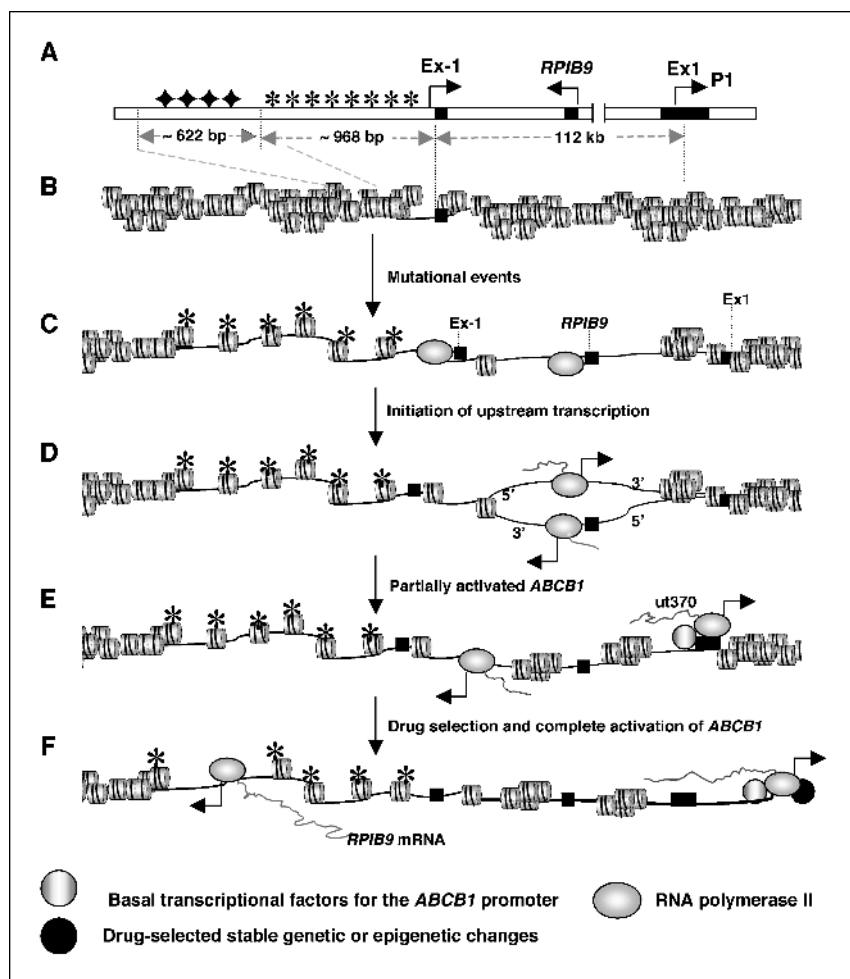 A
Ex-1
RPIB9
Ex1
P1
✦✦✦✦ ********
~ 622 bp
~ 968 bp
112 kb
B
Mutational events
C
* * * * * *
Ex-1
RPIB9
Ex1
Initiation of upstream transcription
D
* * * * * *
5'
3'
3'
5'
Partially activated ABCB1
E
* * * * * *
ut370
Drug selection and complete activation of ABCB1
F
* * * * *
RPIB9 mRNA
Basal transcriptional factors for the ABCB1 promoter
RNA polymerase II
Drug-selected stable genetic or epigenetic changes